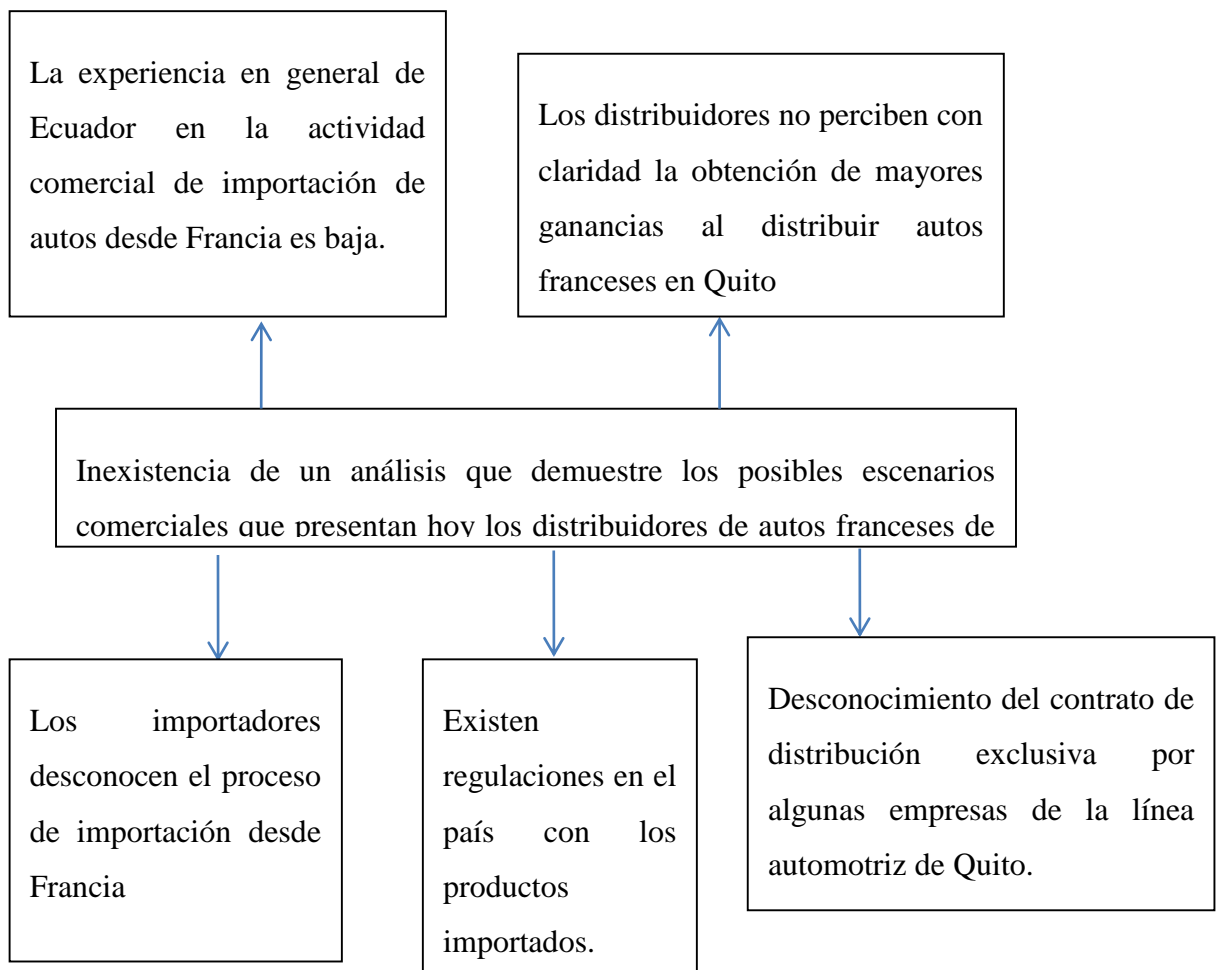 La experiencia en general de
Ecuador en la actividad
comercial de importación de
autos desde Francia es baja.
Los distribuidores no perciben con
claridad la obtención de mayores
ganancias al distribuir autos
franceses en Quito
Inexistencia de un análisis que demuestre los posibles escenarios
comerciales que presentan hoy los distribuidores de autos franceses de
Los importadores
desconocen el proceso
de importación desde
Francia
Existen
regulaciones en el
país con los
productos
importados.
Desconocimiento del contrato de
distribución exclusiva por
algunas empresas de la línea
automotriz de Quito.